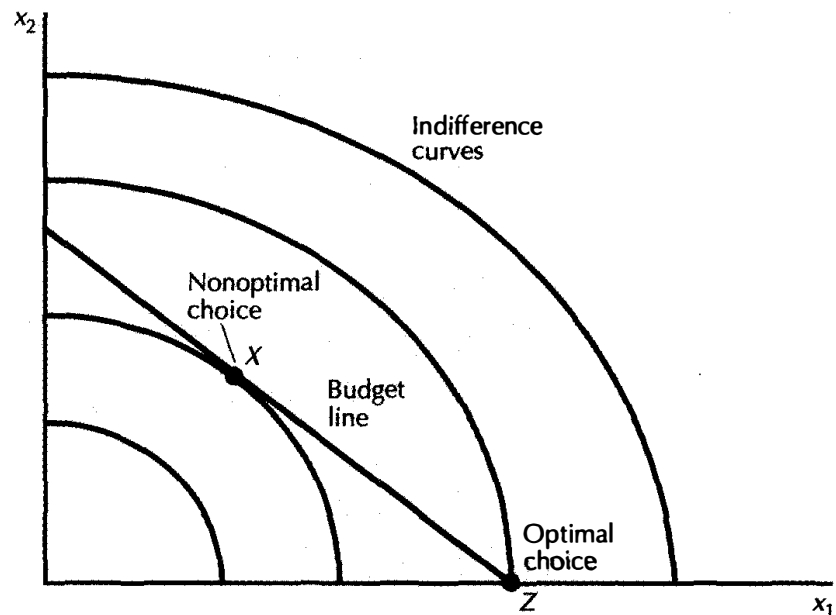 x2
Indifference
curves
Nonoptimal
choice
X
Budget
line
Optimal
choice
Z
x1